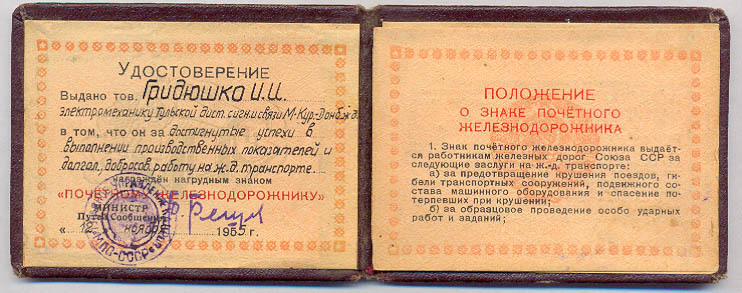 УДОСТОВЕРЕНИЕ
Выдано тов. Гридюшко И.И.
электромеханику Тульской дист. сигн и связи М-Кур-Донб.ж.д.
в том, что он за достигнутые успехи в
выполнении производственных показателей и
долгол. добросов. работу на ж.д. транспорте.
награжден нагрудным знаком
"ПОЧЕТНОМУ ЖЕЛЕЗНОДОРОЖНИКУ"
МИНИСТР
Путей Сообщения
« 12 » ноября 1955 г.
ПОЛОЖЕНИЕ
О ЗНАКЕ ПОЧЁТНОГО
ЖЕЛЕЗНОДОРОЖНИКА
1. Знак почётного железнодорожника выдаёт-
ся работникам железных дорог Союза ССР за
следующие заслуги на ж.-д. транспорте:
а) за предотвращение крушения поездов, ги-
бели транспортных сооружений, подвижного со-
става машинного оборудования и спасение по-
терпевших при крушении;
б) за образцовое проведение особо ударных
работ и заданий;